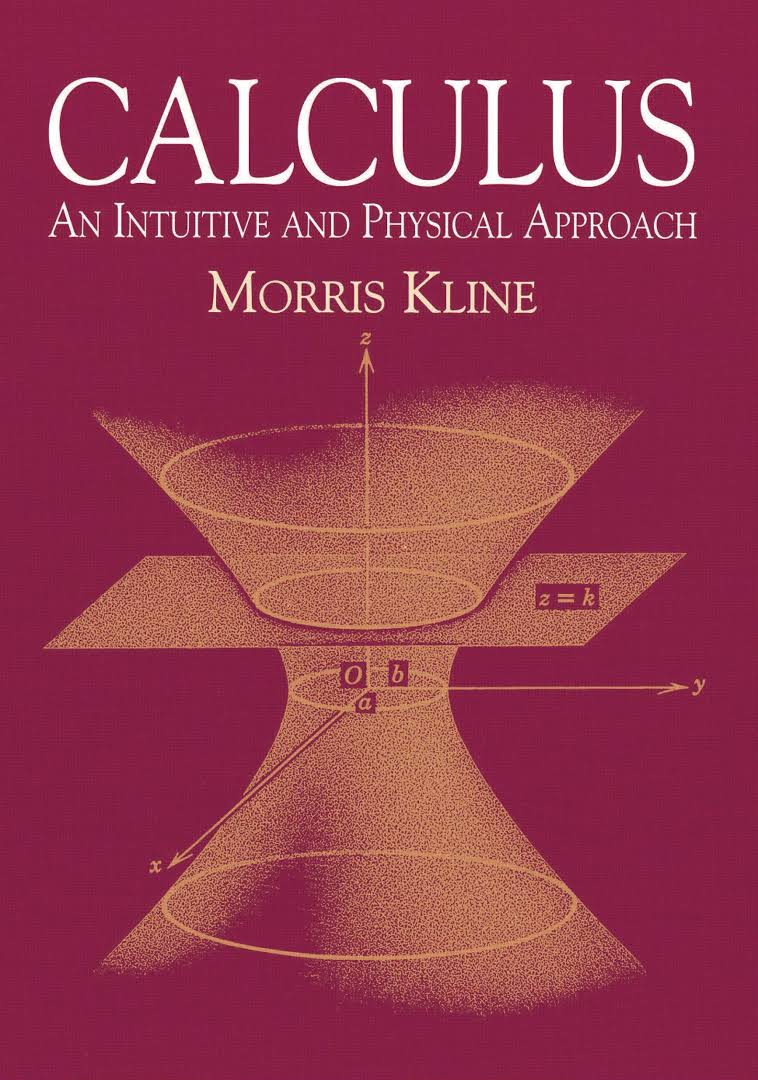 CALCULUS
AN INTUITIVE AND PHYSICAL APPROACH
MORRIS KLINE
z
z = k
O b
a
y
x